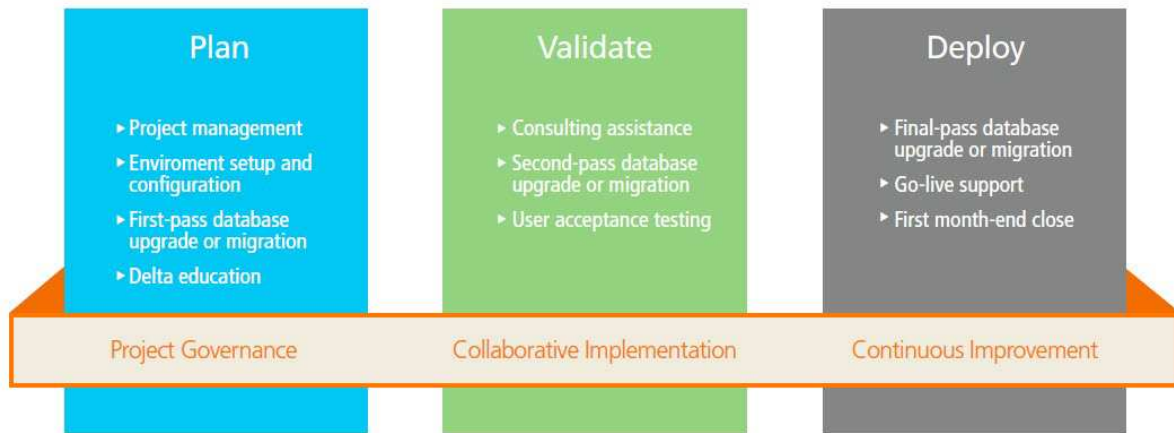 Plan
Project management
Enviroment setup and
configuration
First-pass database
upgrade or migration
Delta education
Validate
Consulting assistance
Second-pass database
upgrade or migration
User acceptance testing
Deploy
Final-pass database
upgrade or migration
Go-live support
First month-end close
Project Governance
Collaborative Implementation
Continuous Improvement